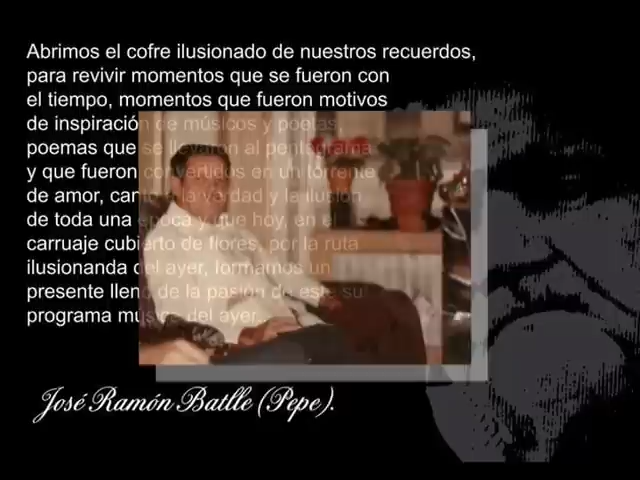 Abrimos el cofre ilusionado de nuestros recuerdos,
para revivir momentos que se fueron con
el tiempo, momentos que fueron motivos
de inspiración de músicos y poetas,
poemas que se llevaron al pentagrama
y que fueron convertidos en un torrente
de amor, canto a la verdad y la ilusión
de toda una época y que hoy, en el
carruaje cubierto de flores, por la ruta
ilusionanda del ayer, formamos un
presente lleno de la pasión de este su
programa música del ayer..
José Ramón Batlle (Pepe).